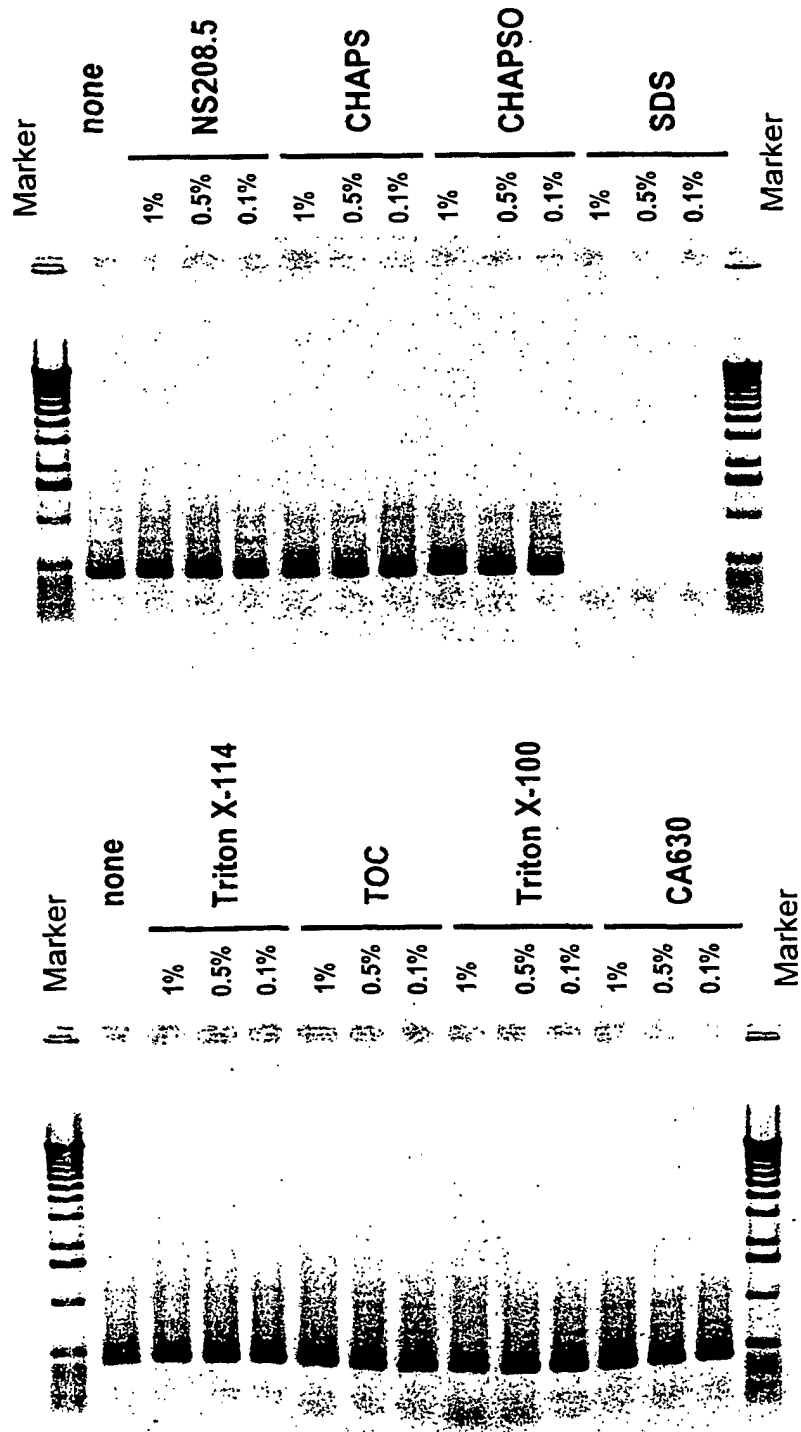 Marker
none
1%
0.5%
0.1%
NS208.5
1%
0.5%
0.1%
CHAPS
1%
0.5%
0.1%
CHAPSO
1%
0.5%
0.1%
SDS
Marker
Marker
none
1%
0.5%
0.1%
Triton X-114
1%
0.5%
0.1%
TOC
1%
0.5%
0.1%
Triton X-100
1%
0.5%
0.1%
CA630
Marker